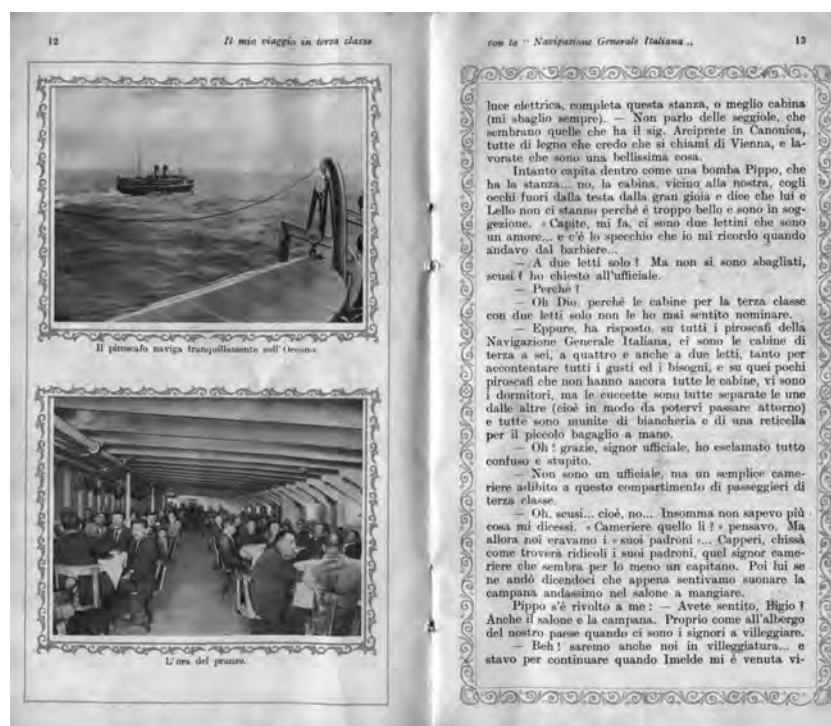 12
Il mio viaggio in terza classe
Il piroscafo naviga tranquillamente sull'Oceano.
L'ora del pranzo.
con la "Navigazione Generale Italiana„
13
luce elettrica, completa questa stanza, o meglio cabina
(mi sbaglio sempre). — Non parlo delle seggiole, che
sembrano quelle che ha il sig. Arciprete in Canonica,
tutte di legno che credo che si chiami di Vienna, e la-
vorate che sono una bellissima cosa.
Intanto capita dentro come una bomba Pippo, che
ha la stanza... no, la cabina, vicino alla nostra, cogli
occhi fuori dalla testa dalla gran gioia e dice che lui e
Lello non ci stanno perchè è troppo bello e sono in sog-
gezione. «Capite, mi fa, ci sono due lettini che sono
un amore... e c'è lo specchio che io mi ricordo quando
andavo dal barbiere...
— A due letti solo? Ma non si sono sbagliati,
scusi? ho chiesto all'ufficiale.
— Perchè?
— Oh Dio, perchè le cabine per la terza classe
con due letti solo non le ho mai sentito nominare.
— Eppure, ha risposto, su tutti i piroscafi della
Navigazione Generale Italiana, ci sono le cabine di
terza a sei, a quattro e anche a due letti, tanto per
accontentare tutti i gusti ed i bisogni, e su quei pochi
piroscafi che non hanno ancora tutte le cabine, vi sono
i dormitori, ma le cuccette sono tutte separate le une
dalle altre (cioè in modo da potervi passare attorno)
e tutte sono munite di biancheria e di una reticella
per il piccolo bagaglio a mano.
— Oh! grazie, signor ufficiale, ho esclamato tutto
confuso e stupito.
— Non sono un ufficiale, ma un semplice came-
riere adibito a questo compartimento di passeggieri di
terza classe.
— Oh, scusi... cioè, no... Insomma non sapevo più
cosa mi dicessi. «Cameriere quello lì?» pensavo. Ma
allora noi eravamo i «suoi padroni»... Capperi, chissà
come troverà ridicoli i suoi padroni, quel signor came-
riere che sembra per lo meno un capitano. Poi lui se
ne andò dicendoci che appena sentivamo suonare la
campana andassimo nel salone a mangiare.
Pippo s'è rivolto a me: — Avete sentito, Bigio?
Anche il salone e la campana. Proprio come all'albergo
del nostro paese quando ci sono i signori a villeggiare.
— Beh! saremo anche noi in villeggiatura... e
stavo per continuare quando Imelde mi è venuta vi-